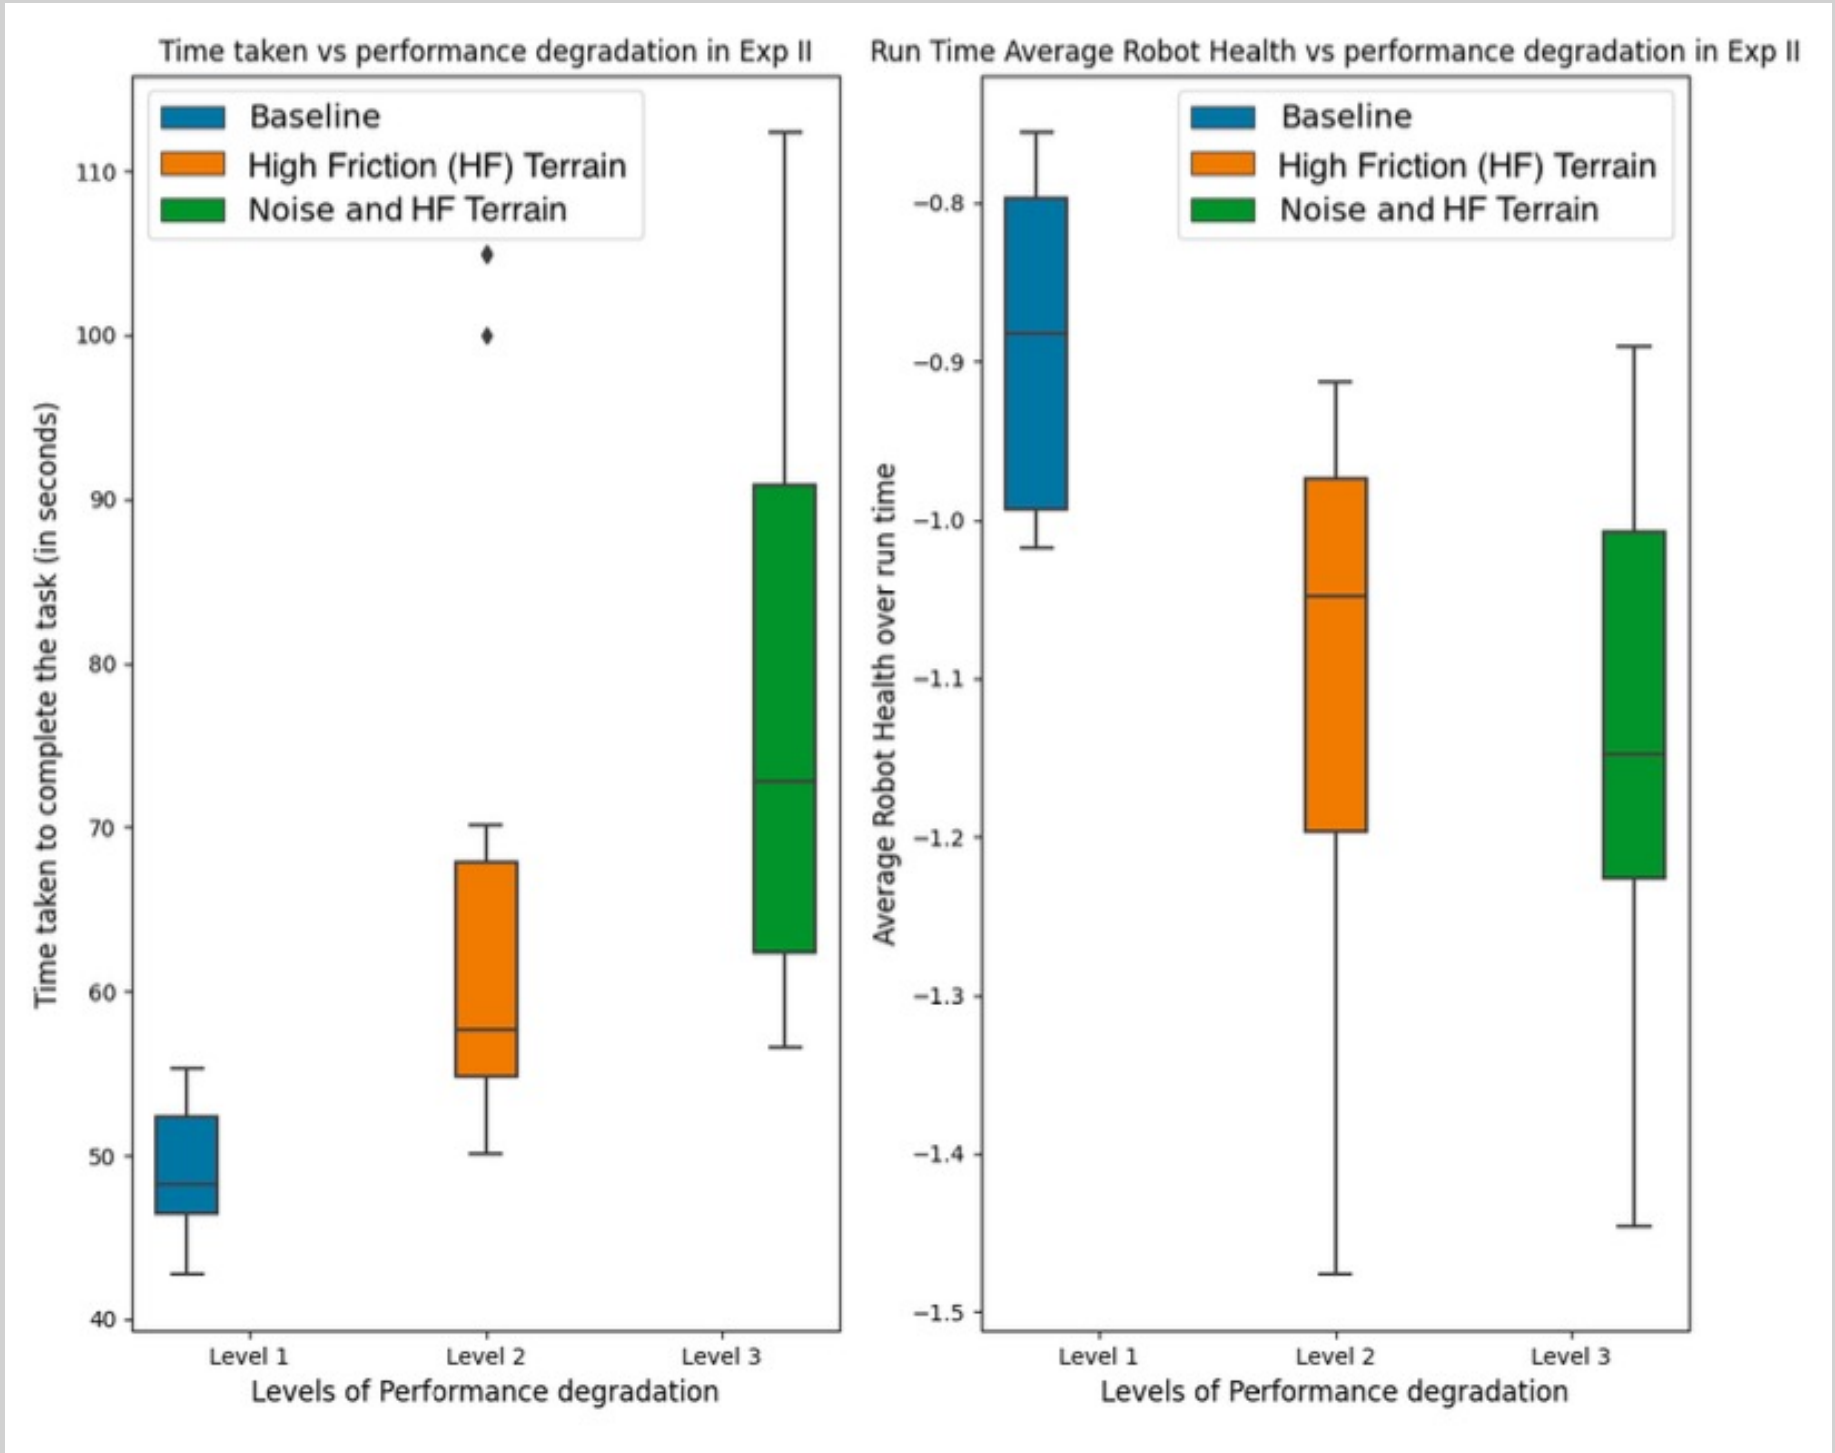 Time taken vs performance degradation in Exp II
Baseline
High Friction (HF) Terrain
Noise and HF Terrain
110
100
90
80
70
60
50
40
Time taken to complete the task (in seconds)
Level 1
Level 2
Level 3
Levels of Performance degradation
Run Time Average Robot Health vs performance degradation in Exp II
Baseline
High Friction (HF) Terrain
Noise and HF Terrain
−0.8
−0.9
−1.0
−1.1
−1.2
−1.3
−1.4
−1.5
Average Robot Health over run time
Level 1
Level 2
Level 3
Levels of Performance degradation